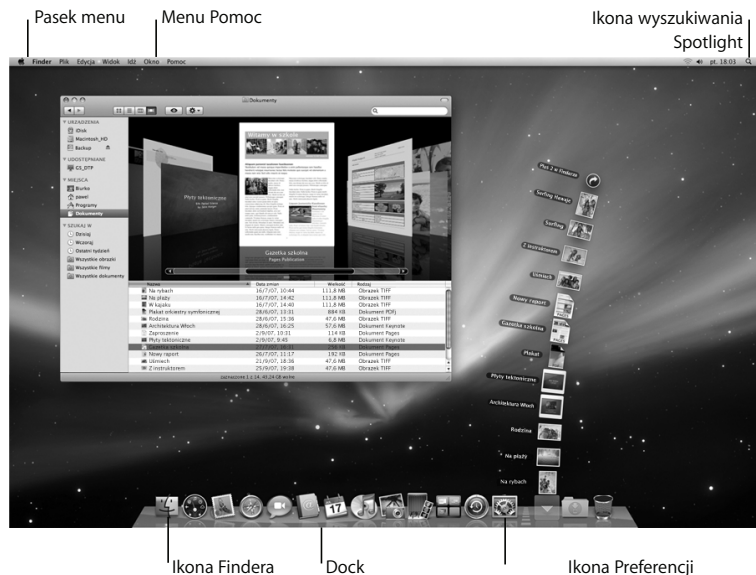 Pasek menu
Menu Pomoc
Ikona wyszukiwania
Spotlight
Finder Plik Edycja Widok Idź Okno Pomoc
pt. 18:03
Dokumenty
URZĄDZENIA
iDisk
Macintosh_HD
Backup
UDOSTĘPNIANE
GS_DTP
MIEJSCA
Biurko
pawel
Programy
Dokumenty
SZUKAJ W
Dzisiaj
Wczoraj
Ostatni tydzień
Wszystkie obrazki
Wszystkie filmy
Wszystkie dokumenty
Witamy w szkole
Płyty tektoniczne
Gazetka szkolna
Pages Publication
Nazwa Data zmian Wielkość Rodzaj
Na rybach 16/7/07, 10:44 111,8 MB Obrazek TIFF
Na plaży 16/7/07, 14:42 111,8 MB Obrazek TIFF
W kajaku 16/7/07, 14:40 111,8 MB Obrazek TIFF
Plakat orkiestry symfonicznej 28/6/07, 13:31 884 KB Dokument PDF
Rodzina 28/6/07, 15:36 47,6 MB Obrazek TIFF
Architektura Włoch 28/6/07, 16:25 57,6 MB Dokument Keynote
Zaproszenie 2/9/07, 10:31 114 KB Dokument Pages
Płyty tektoniczne 2/9/07, 9:45 6,8 MB Dokument Keynote
Gazetka szkolna Dokument Pages
Nowy raport 26/7/07, 11:17 192 KB Dokument Pages
Uśmiech 21/9/07, 18:36 47,6 MB Obrazek TIFF
Z instruktorem 25/9/07, 19:38 47,6 MB Obrazek TIFF
Plus 2 w Finderze
Surfing Hawaje
Surfing
Z instruktorem
Uśmiech
Nowy raport
Gazetka szkolna
Plakat
Płyty tektoniczne
Architektura Włoch
Rodzina
Na plaży
Na rybach
17
Ikona Findera
Dock
Ikona Preferencji